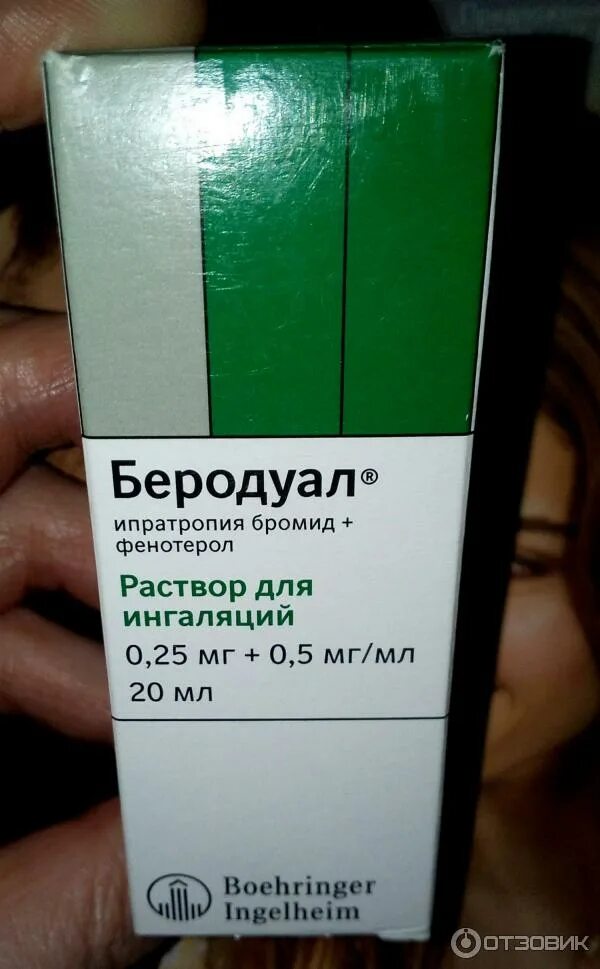 Беродуал®
ипратропия бромид +
фенотерол
Раствор для
ингаляций
0,25 мг + 0,5 мг/мл
20 мл
Boehringer
Ingelheim
ОТЗОВИК